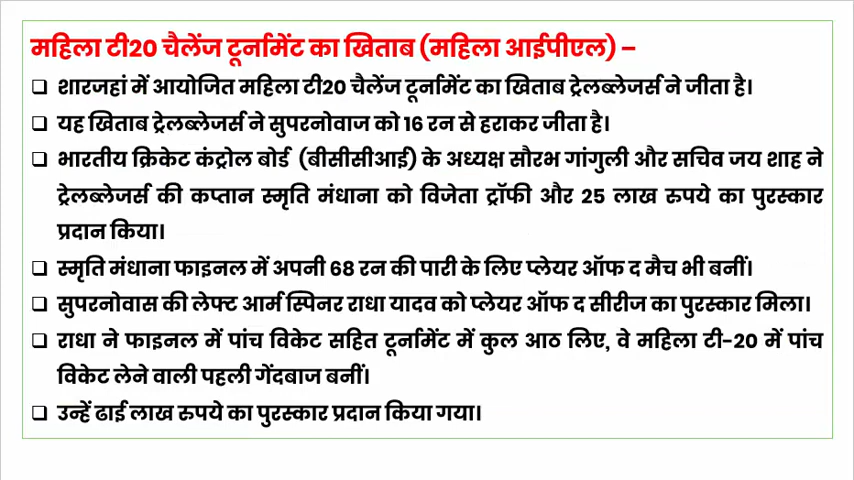 महिला टी20 चैलेंज टूर्नामेंट का खिताब (महिला आईपीएल) –
❑ शारजहां में आयोजित महिला टी20 चैलेंज टूर्नामेंट का खिताब ट्रेलब्लेजर्स ने जीता है।
❑ यह खिताब ट्रेलब्लेजर्स ने सुपरनोवाज को 16 रन से हराकर जीता है।
❑ भारतीय क्रिकेट कंट्रोल बोर्ड (बीसीसीआई) के अध्यक्ष सौरभ गांगुली और सचिव जय शाह ने
ट्रेलब्लेजर्स की कप्तान स्मृति मंधाना को विजेता ट्रॉफी और 25 लाख रुपये का पुरस्कार
प्रदान किया।
❑ स्मृति मंधाना फाइनल में अपनी 68 रन की पारी के लिए प्लेयर ऑफ द मैच भी बनीं।
❑ सुपरनोवास की लेफ्ट आर्म स्पिनर राधा यादव को प्लेयर ऑफ द सीरीज का पुरस्कार मिला।
❑ राधा ने फाइनल में पांच विकेट सहित टूर्नामेंट में कुल आठ लिए, वे महिला टी-20 में पांच
विकेट लेने वाली पहली गेंदबाज बनीं।
❑ उन्हें ढाई लाख रुपये का पुरस्कार प्रदान किया गया।